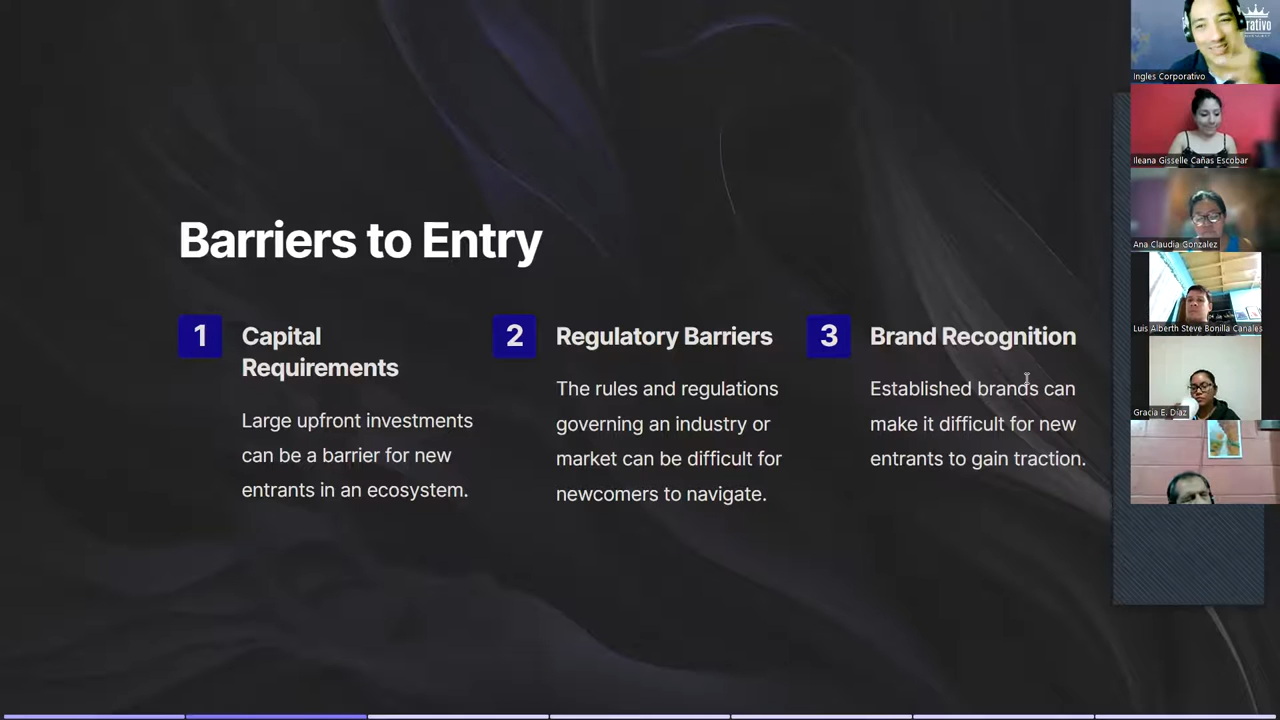 Barriers to Entry
1
Capital
Requirements
Large upfront investments
can be a barrier for new
entrants in an ecosystem.
2
Regulatory Barriers
The rules and regulations
governing an industry or
market can be difficult for
newcomers to navigate.
3
Brand Recognition
Established brands can
make it difficult for new
entrants to gain traction.
rativo
Ingles Corporativo
Ileana Gisselle Cañas Escobar
Ana Claudia Gonzalez
Luis Alberth Steve Bonilla Canales
Gracia E. Díaz